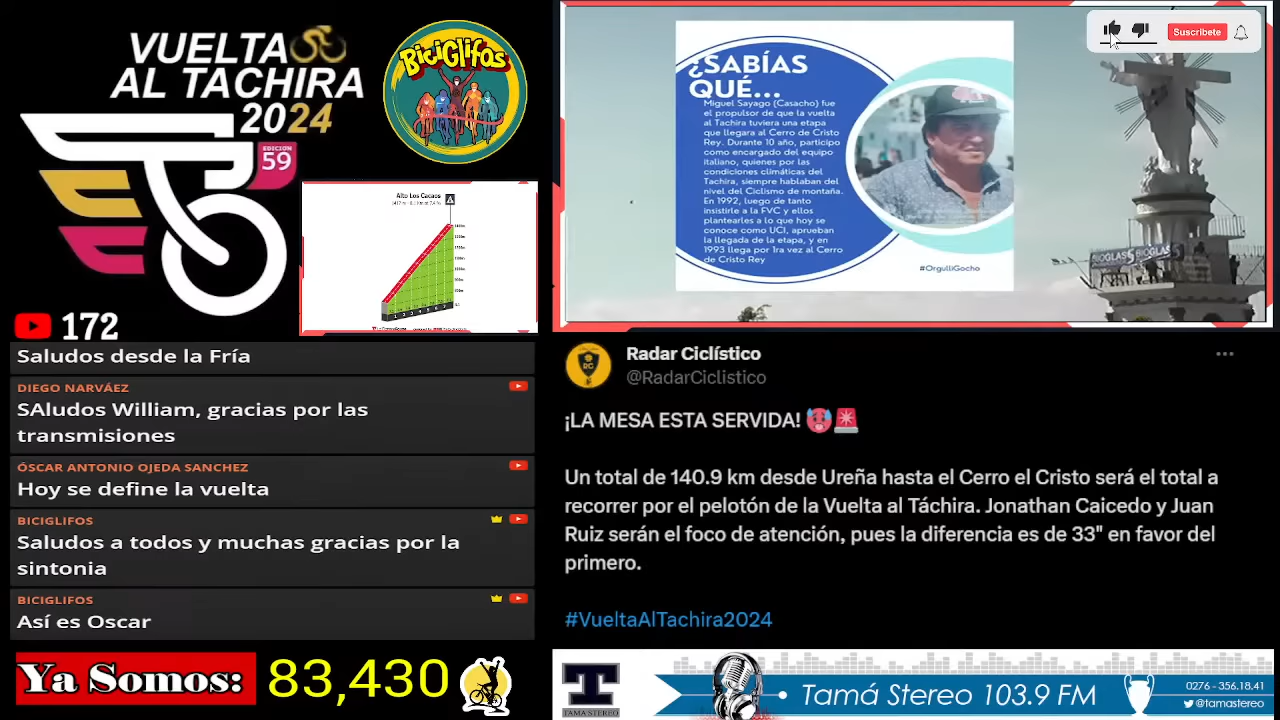 VUELTA
AL TACHIRA
2024
EDICION
59
BiciGlifos
Alto Los Cacaos
172
Saludos desde la Fría
DIEGO NARVÁEZ
SAludos William, gracias por las
transmisiones
ÓSCAR ANTONIO OJEDA SANCHEZ
Hoy se define la vuelta
BICIGLIFOS
Saludos a todos y muchas gracias por la
sintonia
BICIGLIFOS
Así es Oscar
Ya Somos: 83,430
Suscribete
¿SABÍAS
QUÉ...
Miguel Sayago (Casacho) fue
el propulsor de que la vuelta
al Tachira tuviera una etapa
que llegara al Cerro de Cristo
Rey. Durante 10 año, participo
como encargado del equipo
italiano, quienes por las
condiciones climáticas del
Tachira, siempre hablaban del
nivel del Ciclismo de montaña.
En 1992, luego de tanto
insistirle a la FVC y ellos
plantearles a lo que hoy se
conoce como UCI, aprueban
la llegada de la etapa, y en
1993 llega por 1ra vez al Cerro
de Cristo Rey
#OrgulliGocho
BIOGLASS BIOGLASS
Radar Ciclístico
@RadarCiclistico
¡LA MESA ESTA SERVIDA! 🥵🚨
Un total de 140.9 km desde Ureña hasta el Cerro el Cristo será el total a
recorrer por el pelotón de la Vuelta al Táchira. Jonathan Caicedo y Juan
Ruiz serán el foco de atención, pues la diferencia es de 33" en favor del
primero.
#VueltaAlTachira2024
T
TAMA STEREO
Tamá Stereo 103.9 FM
0276 - 356.18.41
@tamastereo